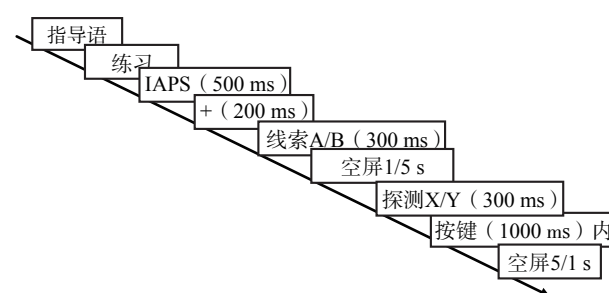 指导语
练习
IAPS（500 ms）
+（200 ms）
线索A/B（300 ms）
空屏1/5 s
探测X/Y（300 ms）
按键（1000 ms）内
空屏5/1 s